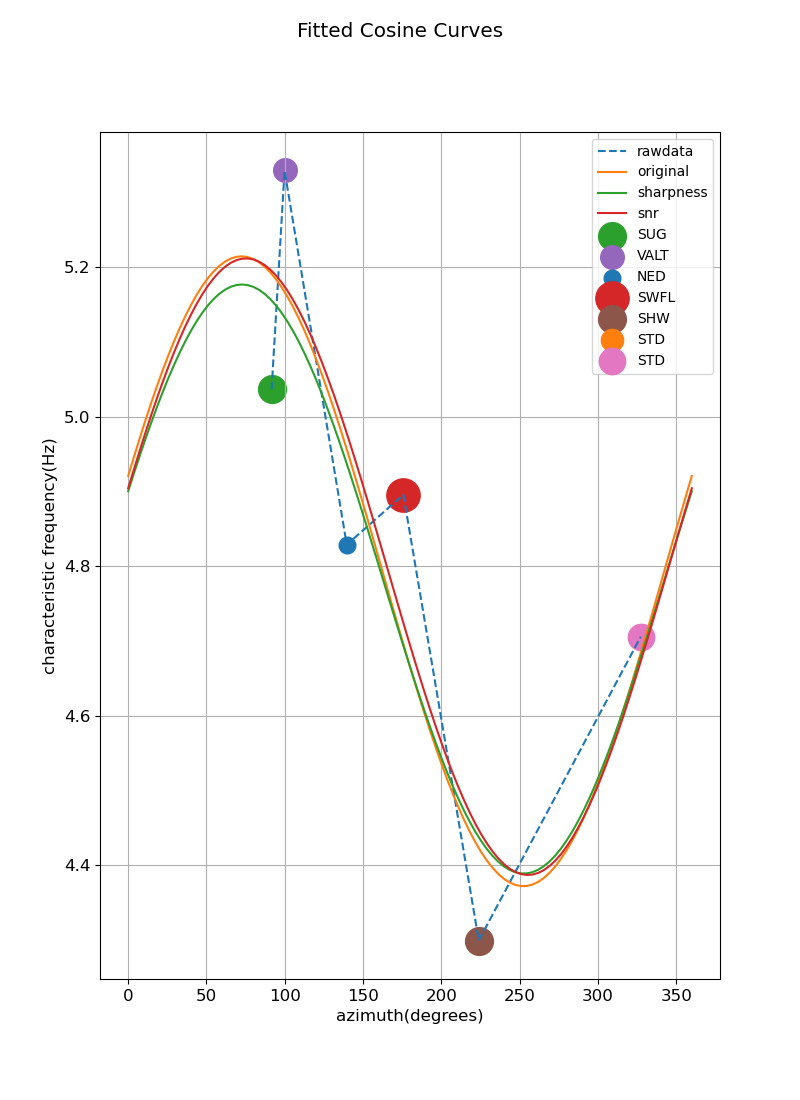 Fitted Cosine Curves
rawdata
original
sharpness
snr
SUG
VALT
NED
SWFL
SHW
STD
STD
5.2
5.0
4.8
4.6
4.4
characteristic frequency(Hz)
0 50 100 150 200 250 300 350
azimuth(degrees)